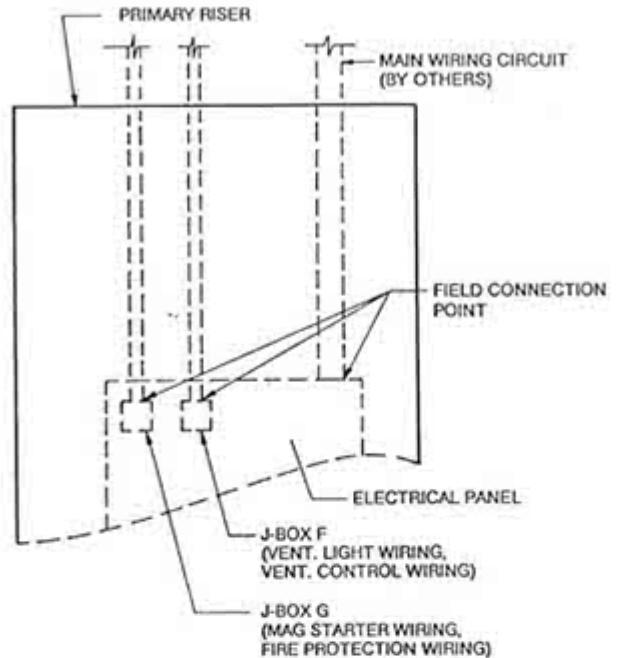 PRIMARY RISER
MAIN WIRING CIRCUIT
(BY OTHERS)
FIELD CONNECTION
POINT
ELECTRICAL PANEL
J-BOX F
(VENT. LIGHT WIRING,
VENT. CONTROL WIRING)
J-BOX G
(MAG STARTER WIRING,
FIRE PROTECTION WIRING)